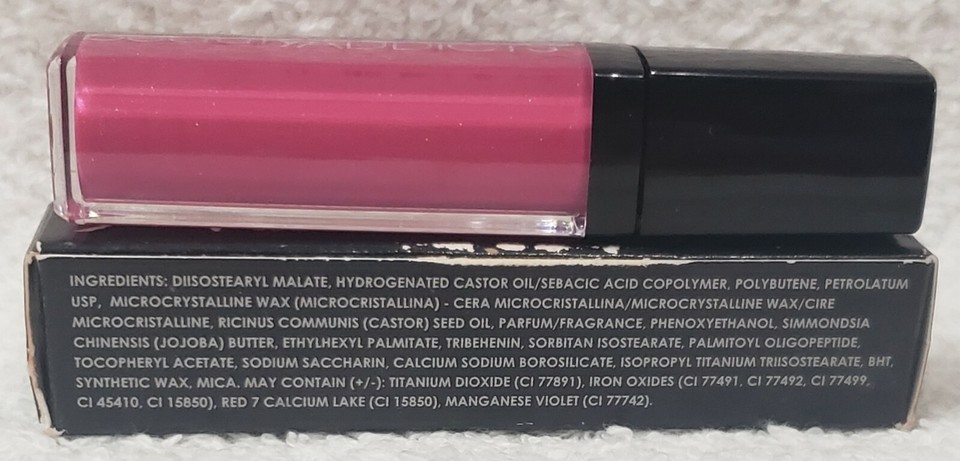 INGREDIENTS: DIISOSTEARYL MALATE, HYDROGENATED CASTOR OIL/SEBACIC ACID COPOLYMER, POLYBUTENE, PETROLATUM
USP, MICROCRYSTALLINE WAX (MICROCRISTALLINA) - CERA MICROCRISTALLINA/MICROCRYSTALLINE WAX/CIRE
MICROCRISTALLINE, RICINUS COMMUNIS (CASTOR) SEED OIL, PARFUM/FRAGRANCE, PHENOXYETHANOL, SIMMONDSIA
CHINENSIS (JOJOBA) BUTTER, ETHYLHEXYL PALMITATE, TRIBEHENIN, SORBITAN ISOSTEARATE, PALMITOYL OLIGOPEPTIDE,
TOCOPHERYL ACETATE, SODIUM SACCHARIN, CALCIUM SODIUM BOROSILICATE, ISOPROPYL TITANIUM TRIISOSTEARATE, BHT,
SYNTHETIC WAX, MICA. MAY CONTAIN (+/-): TITANIUM DIOXIDE (CI 77891), IRON OXIDES (CI 77491, CI 77492, CI 77499,
CI 45410, CI 15850), RED 7 CALCIUM LAKE (CI 15850), MANGANESE VIOLET (CI 77742).